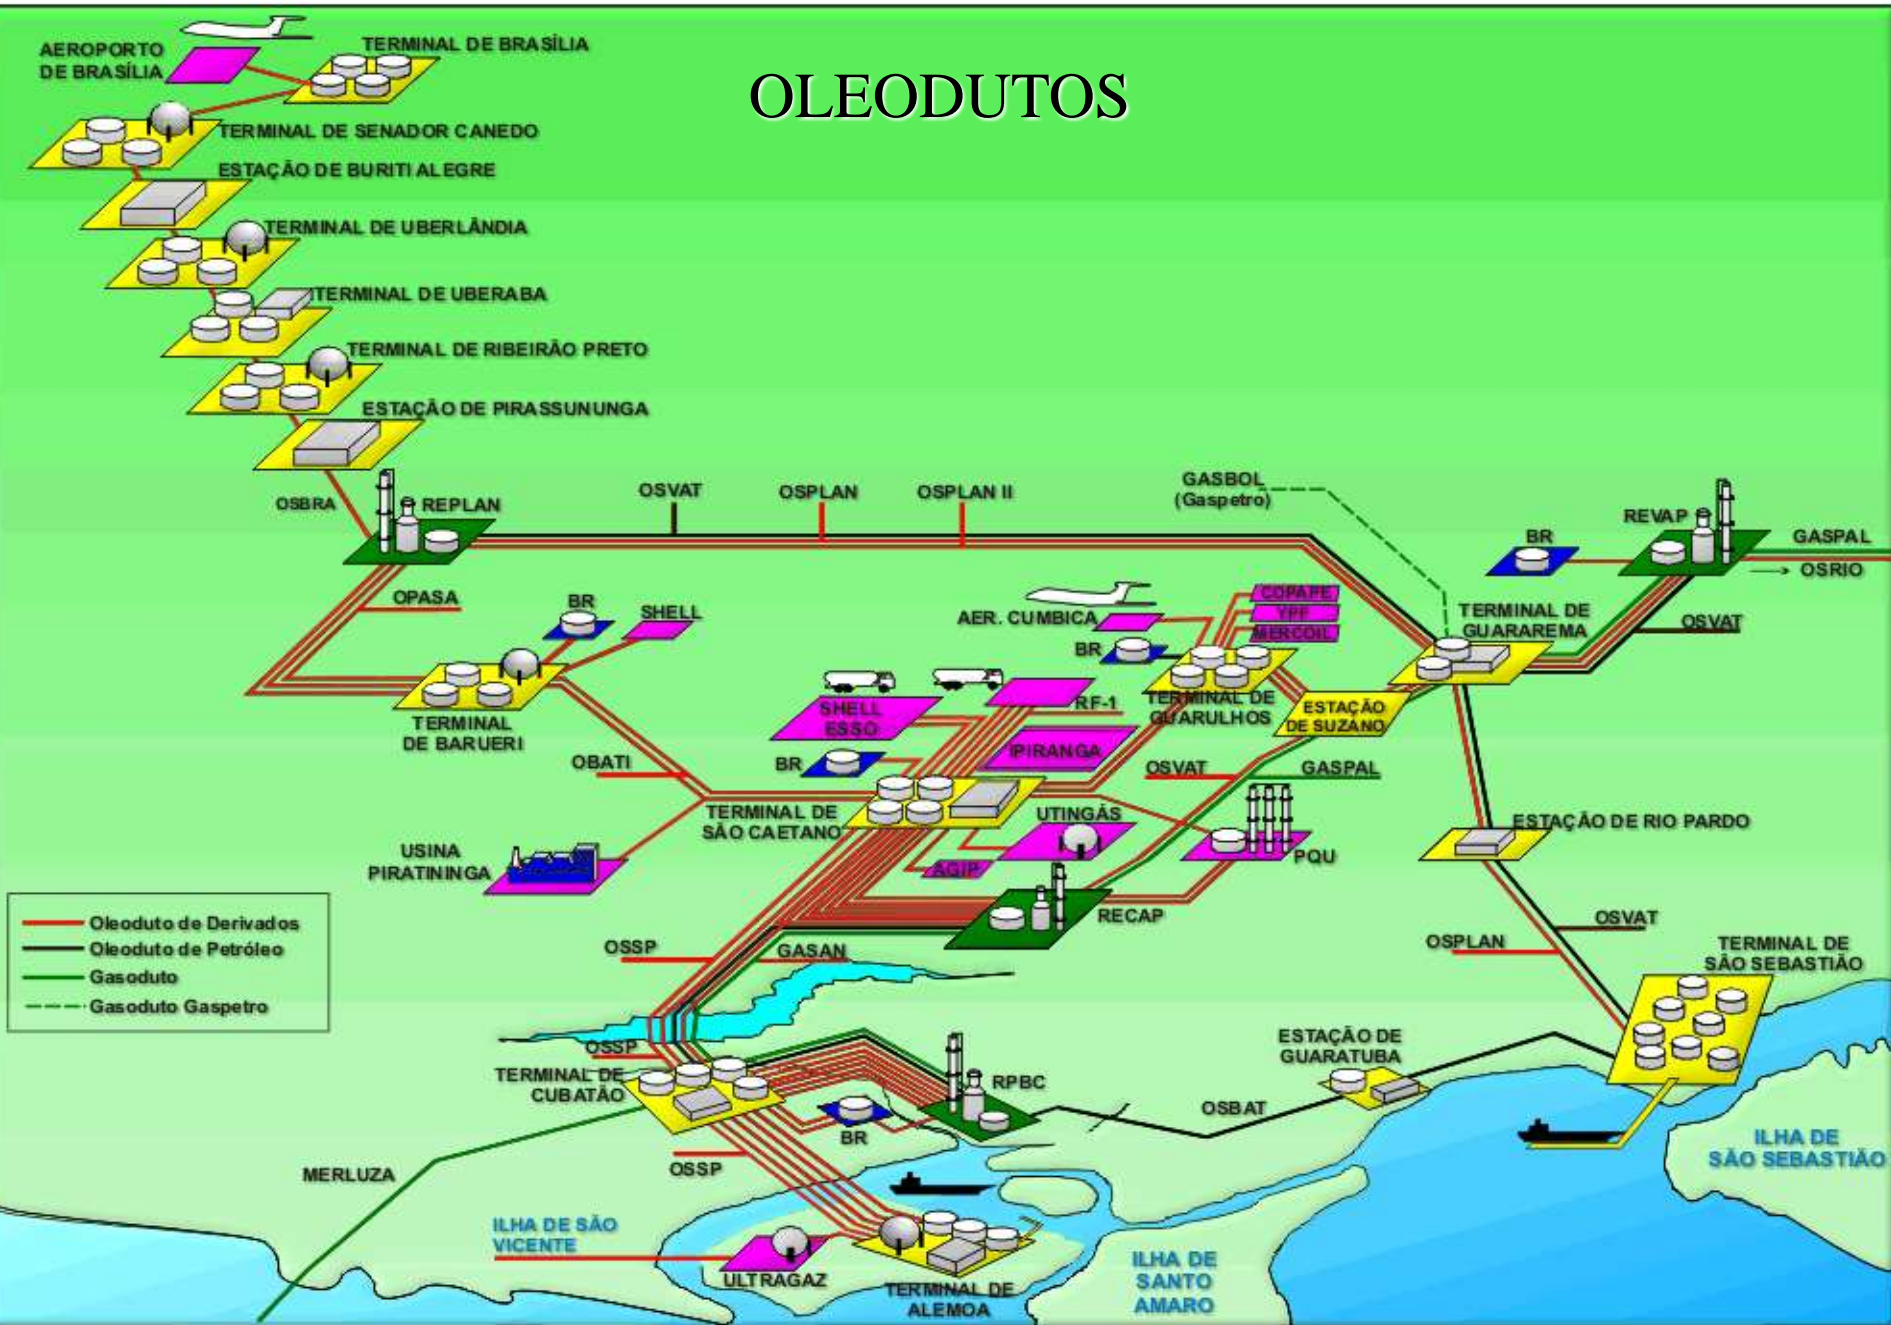 OLEODUTOS
AEROPORTO
DE BRASÍLIA
TERMINAL DE BRASÍLIA
TERMINAL DE SENADOR CANEDO
ESTAÇÃO DE BURITI ALEGRE
TERMINAL DE UBERLÂNDIA
TERMINAL DE UBERABA
TERMINAL DE RIBEIRÃO PRETO
ESTAÇÃO DE PIRASSUNUNGA
OSBRA
REPLAN
OSVAT
OSPLAN
OSPLAN II
GASBOL
(Gaspetro)
REVAP
BR
GASPAL
OSRIO
OSVAT
TERMINAL DE
GUARAREMA
OPASA
BR
SHELL
AER. CUMBICA
COPAPE
YPF
MERCOIL
BR
TERMINAL DE
GUARULHOS
ESTAÇÃO
DE SUZANO
TERMINAL
DE BARUERI
SHELL
ESSO
RF-1
IPIRANGA
BR
OBATI
OSVAT
GASPAL
TERMINAL DE
SÃO CAETANO
UTINGÁS
AGIP
PQU
ESTAÇÃO DE RIO PARDO
USINA
PIRATININGA
RECAP
Oleoduto de Derivados
Oleoduto de Petróleo
Gasoduto
Gasoduto Gaspetro
OSSP
GASAN
OSVAT
OSPLAN
TERMINAL DE
SÃO SEBASTIÃO
OSSP
TERMINAL DE
CUBATÃO
RPBC
BR
ESTAÇÃO DE
GUARATUBA
OSBAT
OSSP
MERLUZA
ILHA DE
SÃO SEBASTIÃO
ILHA DE SÃO
VICENTE
ULTRAGAZ
TERMINAL DE
ALEMOA
ILHA DE
SANTO
AMARO